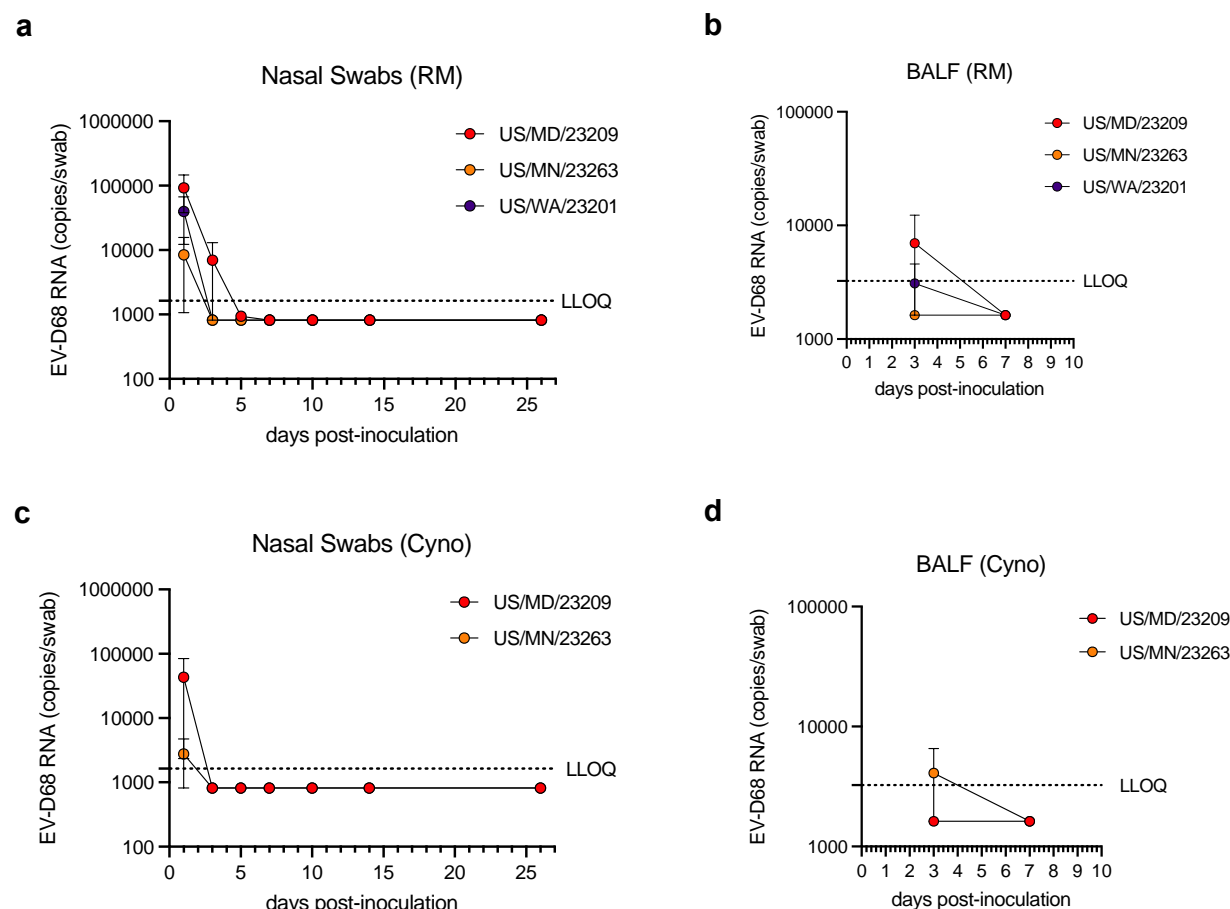 a
Nasal Swabs (RM)
EV-D68 RNA (copies/swab)
1000000
100000
10000
1000
100
0 5 10 15 20 25
days post-inoculation
US/MD/23209
US/MN/23263
US/WA/23201
LLOQ
b
BALF (RM)
EV-D68 RNA (copies/swab)
100000
10000
1000
0 1 2 3 4 5 6 7 8 9 10
days post-inoculation
US/MD/23209
US/MN/23263
US/WA/23201
LLOQ
c
Nasal Swabs (Cyno)
EV-D68 RNA (copies/swab)
1000000
100000
10000
1000
100
0 5 10 15 20 25
days post-inoculation
US/MD/23209
US/MN/23263
LLOQ
d
BALF (Cyno)
EV-D68 RNA (copies/swab)
100000
10000
1000
0 1 2 3 4 5 6 7 8 9 10
days post-inoculation
US/MD/23209
US/MN/23263
LLOQ